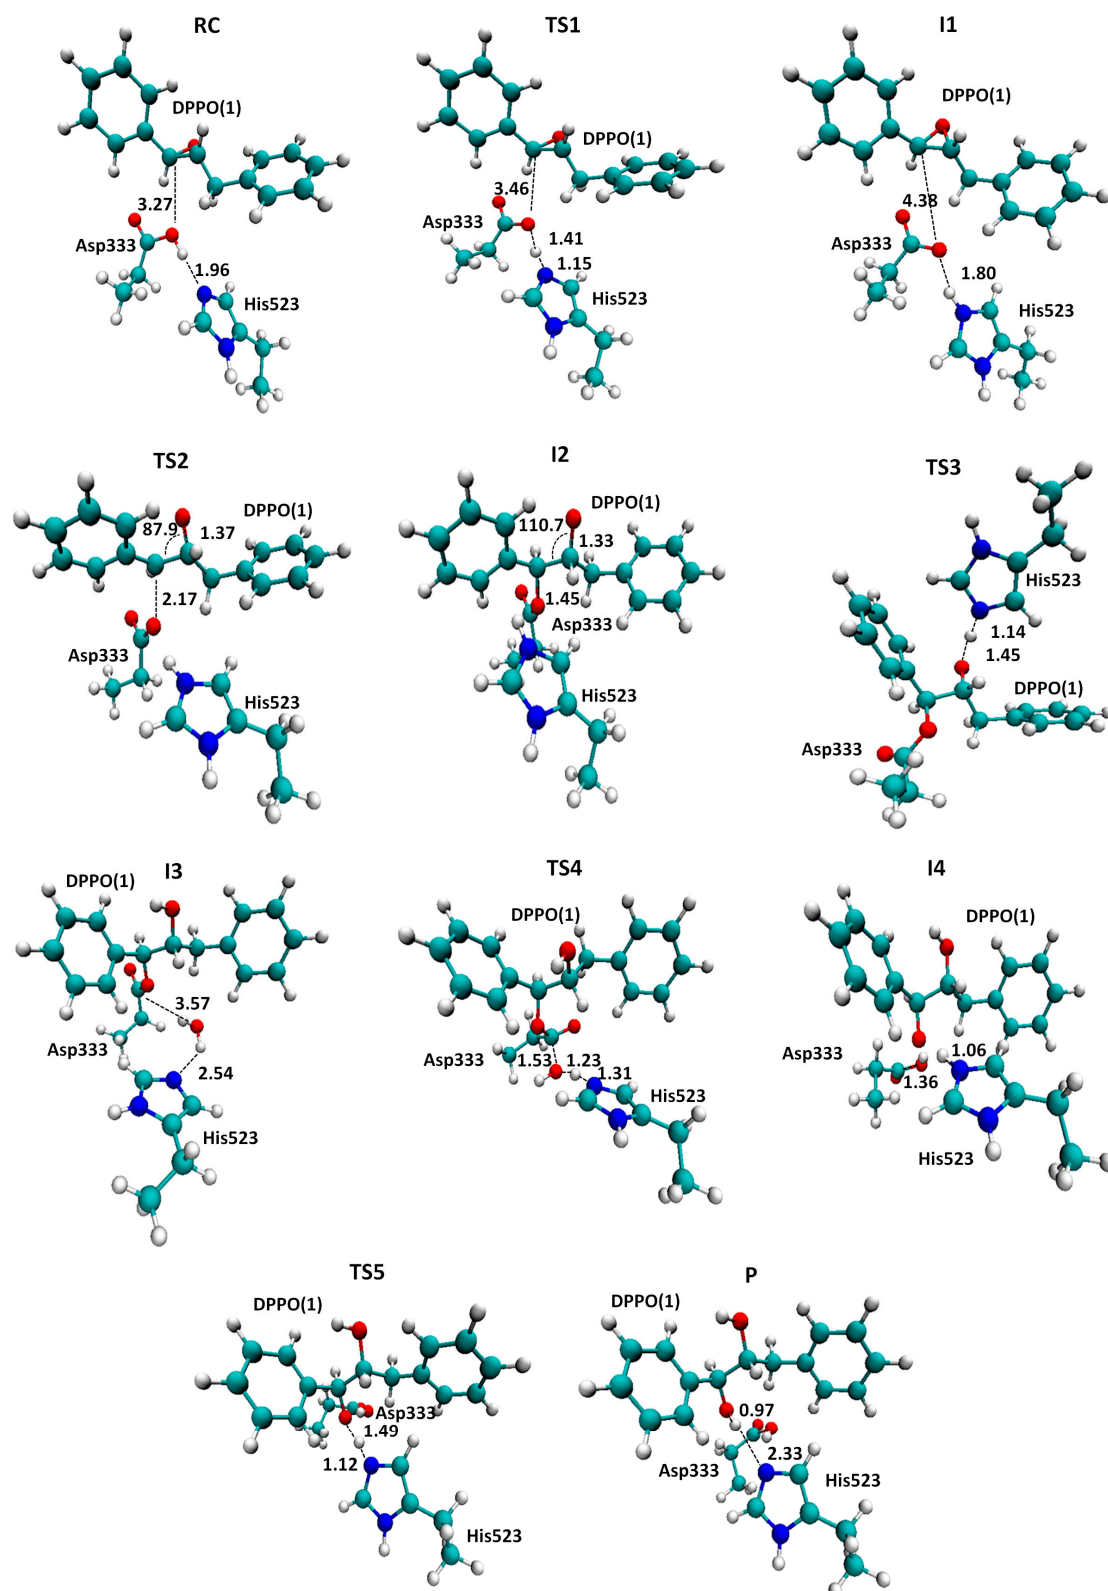 RC
TS1
I1
DPPO(1)
DPPO(1)
DPPO(1)
3.27
3.46
4.38
Asp333
Asp333
Asp333
1.41
1.96
1.15
1.80
His523
His523
His523
TS2
I2
TS3
87.9
1.37
DPPO(1)
110.7
DPPO(1)
1.33
His523
2.17
1.45
Asp333
1.14
1.45
Asp333
His523
His523
DPPO(1)
Asp333
I3
TS4
I4
DPPO(1)
DPPO(1)
DPPO(1)
3.57
Asp333
2.54
Asp333
1.53
1.23
1.31
Asp333
1.06
1.36
His523
His523
His523
TS5
P
DPPO(1)
DPPO(1)
Asp333
1.49
0.97
1.12
Asp333
2.33
His523
His523